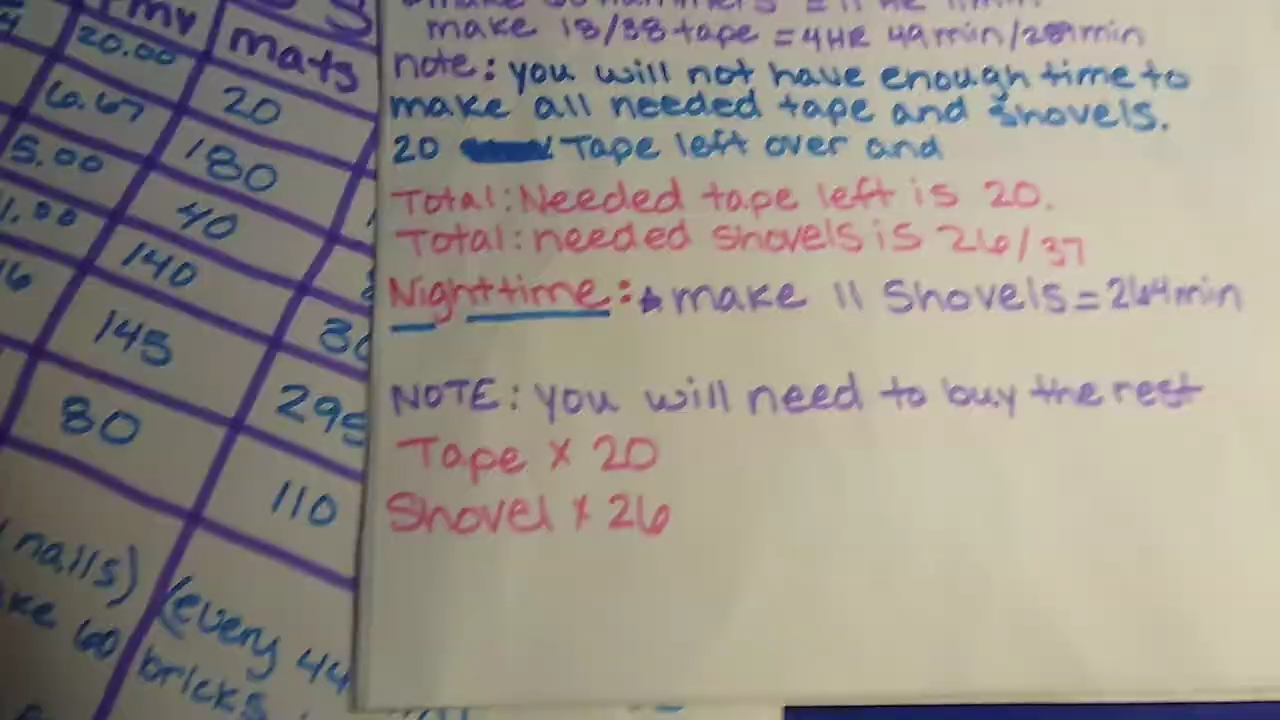 mats
20.00
20
6.67
180
5.00
40
1.00
140
145
295
80
110
nails) (every 44
60 bricks
make 18/38 tape = 4HR 49min/289min
note: you will not have enough time to
make all needed tape and shovels.
20 Tape left over and
Total: Needed tape left is 20.
Total: needed shovels is 26/37
Nighttime: make 11 Shovels = 264min
NOTE: you will need to buy the rest
Tape x 20
Shovel x 26